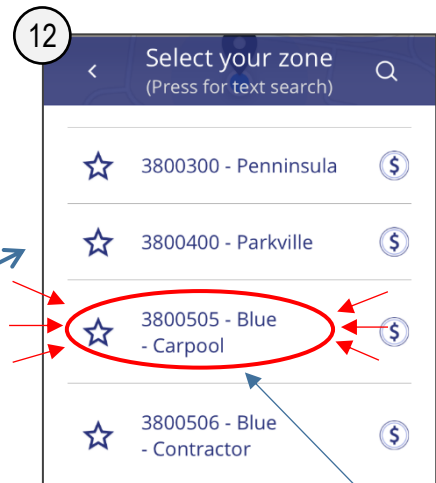 12
Select your zone
(Press for text search)
3800300 - Penninsula
$
3800400 - Parkville
$
3800505 - Blue
- Carpool
$
3800506 - Blue
- Contractor
$